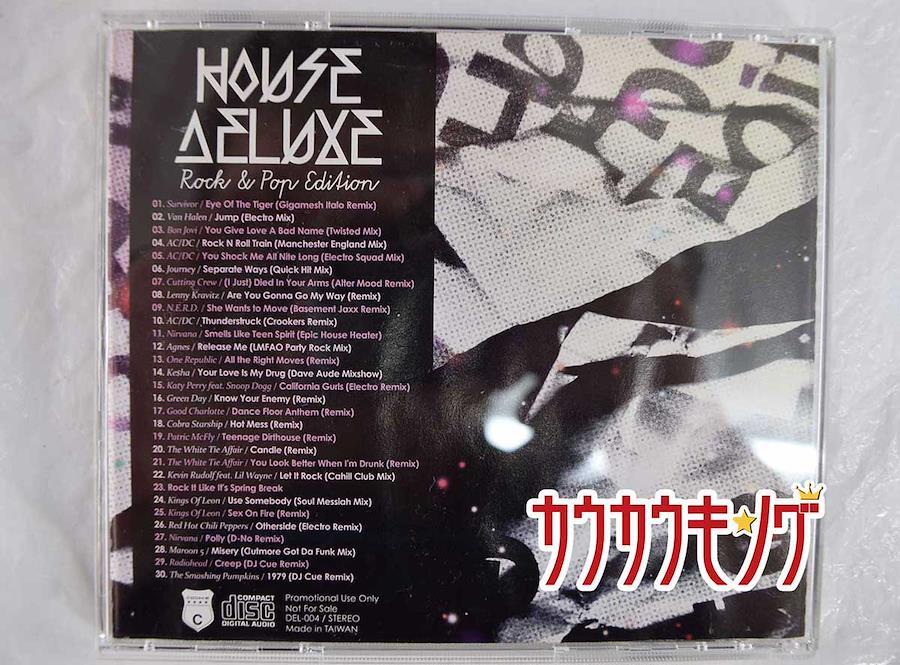 HOUSE
DELUXE
Rock & Pop Edition
01. Survivor / Eye Of The Tiger (Gigamesh Italo Remix)
02. Van Halen / Jump (Electro Mix)
03. Bon Jovi / You Give Love A Bad Name (Twisted Mix)
04. AC/DC / Rock N Roll Train (Manchester England Mix)
05. AC/DC / You Shock Me All Nite Long (Electro Squad Mix)
06. Journey / Separate Ways (Quick Hit Mix)
07. Cutting Crew / (I Just) Died In Your Arms (Alter Mood Remix)
08. Lenny Kravitz / Are You Gonna Go My Way (Remix)
09. N.E.R.D. / She Wants to Move (Basement Jaxx Remix)
10. AC/DC / Thunderstruck (Crookers Remix)
11. Nirvana / Smells Like Teen Spirit (Epic House Heater)
12. Agnes / Release Me (LMFAO Party Rock Mix)
13. One Republic / All the Right Moves (Remix)
14. Kesha / Your Love Is My Drug (Dave Aude Mixshow)
15. Katy Perry feat. Snoop Dogg / California Gurls (Electro Remix)
16. Green Day / Know Your Enemy (Remix)
17. Good Charlotte / Dance Floor Anthem (Remix)
18. Cobra Starship / Hot Mess (Remix)
19. Patric McFly / Teenage Dirthouse (Remix)
20. The White Tie Affair / Candle (Remix)
21. The White Tie Affair / You Look Better When I'm Drunk (Remix)
22. Kevin Rudolf feat. Lil Wayne / Let It Rock (Cahill Club Mix)
23. Rock It Like It's Spring Break
24. Kings Of Leon / Use Somebody (Soul Messiah Mix)
25. Kings Of Leon / Sex On Fire (Remix)
26. Red Hot Chili Peppers / Otherside (Electro Remix)
27. Nirvana / Polly (D-No Remix)
28. Maroon 5 / Misery (Cutmore Got Da Funk Mix)
29. Radiohead / Creep (DJ Cue Remix)
30. The Smashing Pumpkins / 1979 (DJ Cue Remix)
C
COMPACT
disc
DIGITAL AUDIO
Promotional Use Only
Not For Sale
DEL-004 / STEREO
Made in TAIWAN
カウカウキング